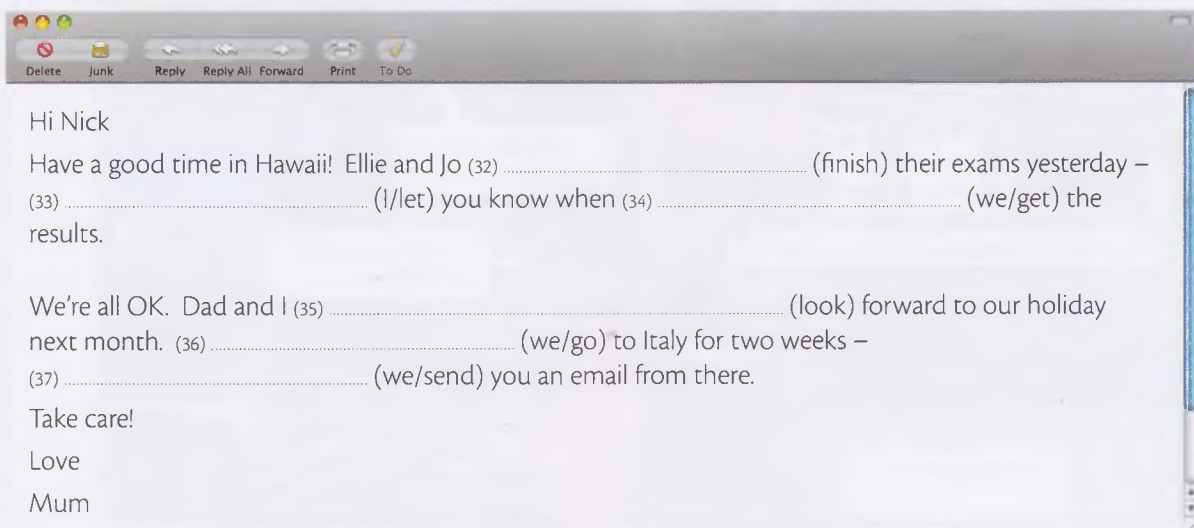 Delete Junk Reply Reply All Forward Print To Do
Hi Nick
Have a good time in Hawaii! Ellie and Jo (32) ........................................ (finish) their exams yesterday –
(33) ........................................ (I/let) you know when (34) ........................................ (we/get) the
results.
We're all OK. Dad and I (35) ........................................ (look) forward to our holiday
next month. (36) ........................................ (we/go) to Italy for two weeks –
(37) ........................................ (we/send) you an email from there.
Take care!
Love
Mum